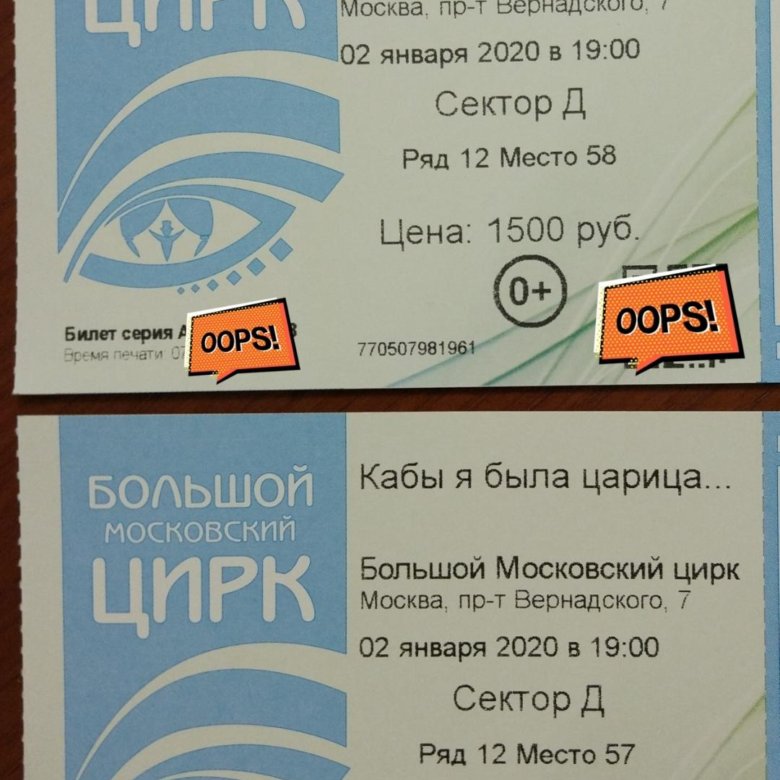 ЦИРК
Москва, пр-т Вернадского, 7
02 января 2020 в 19:00
Сектор Д
Ряд 12 Место 58
Цена: 1500 руб.
0+
OOPS!
Билет серия А
OOPS!
Время печати 07
770507981961
БОЛЬШОЙ
МОСКОВСКИЙ
ЦИРК
Кабы я была царица...
Большой Московский цирк
Москва, пр-т Вернадского, 7
02 января 2020 в 19:00
Сектор Д
Ряд 12 Место 57